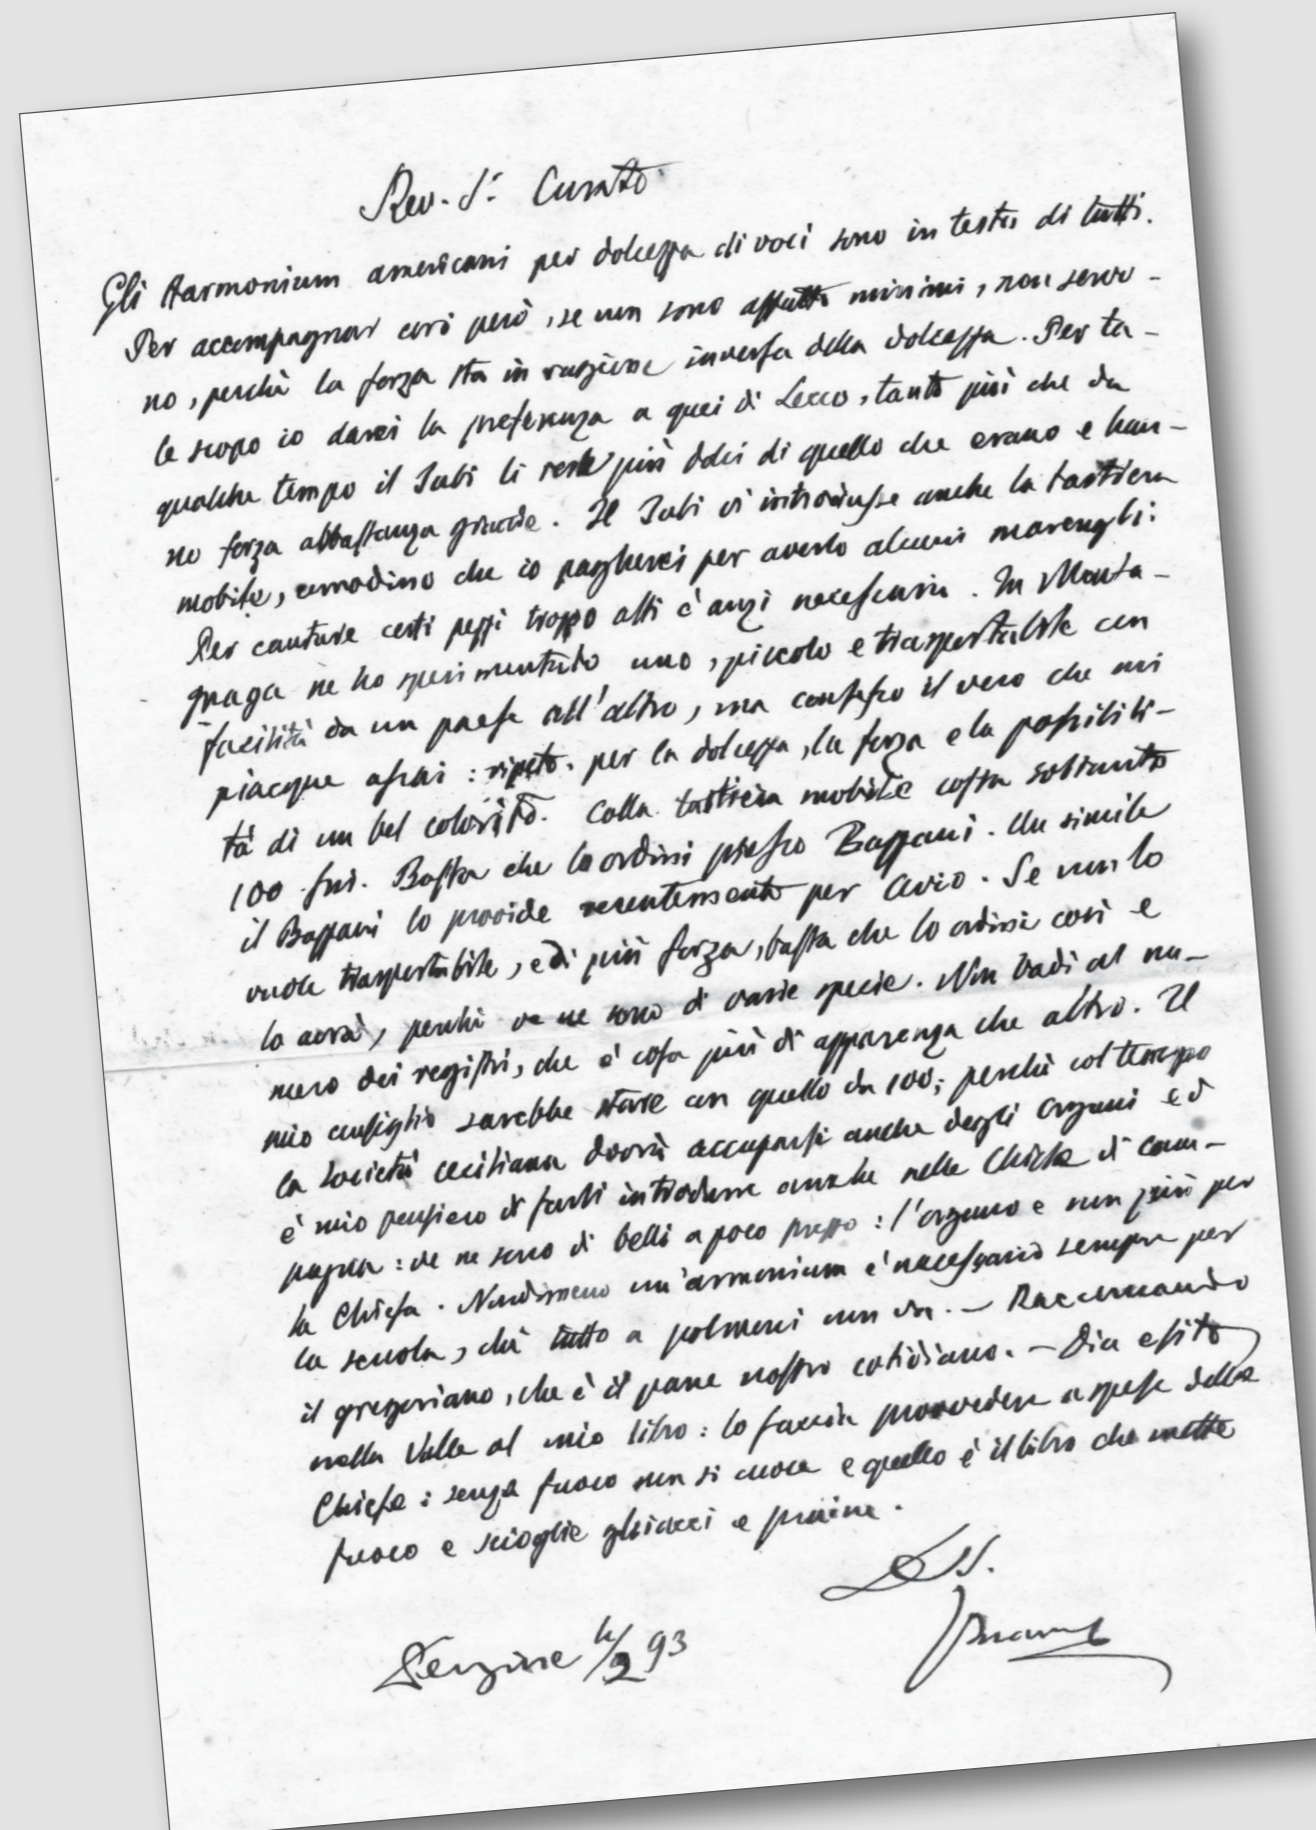 Rev. S.r Curato
Gli Harmonium americani per dolcezza di voci sono in testa di tutti.
Per accompagnar cori però, se non sono affatto minimi, non servo-
no, perchè la forza sta in ragione inversa della dolcezza. Per ta-
le scopo io darei la preferenza a quei di Lecco, tanto più che da
qualche tempo il Tubi li rese più dolci di quello che erano e han-
no forza abbastanza grande. Il Tubi vi introdusse anche la tastiera
mobile, comodino che io pagherei per averlo alcuni marenghi:
Per cantare certi pezzi troppo alti è anzi necessaria. In Monta-
gnaga ne ho sperimentato uno, piccolo e trasportabile con
facilità da un paese all'altro, ma confesso il vero che mi
piacque assai: ripeto. per la dolcezza, la forza e la possibili-
tà di un bel colorito. Colla tastiera mobile costa soltanto
100 fni. Basta che lo ordini presso Bazzani. Un simile
il Bazzani lo provide recentemente per Avio. Se non lo
vuole trasportabile, e di più forza, basta che lo ordini così e
lo avrà, perchè ve ne sono di varie specie. Non badi al nu-
mero dei registri, che è cosa più di apparenza che altro. Il
mio consiglio sarebbe stare con quello da 100; perchè col tempo
la Società ceciliana dovrà accuparsi anche degli organi ed
è mio pensiero di farli introdurre anche nelle Chiese di cam-
pagna: ve ne sono di belli a poco prezzo: l'organo e non più per
la Chiesa. Nondimeno un'armonium è necessario sempre per
la scuola, chè tutto a polmoni non va. — Raccomando
il gregoriano, che è il pane nostro cotidiano. — Dia esito
nella Valle al mio libro: lo faccia provvedere a spese della
Chiesa: senza fuoco non si cuoce e quello è il libro che mette
fuoco e scioglie ghiacci e pruine.
Pergine 4/2 93